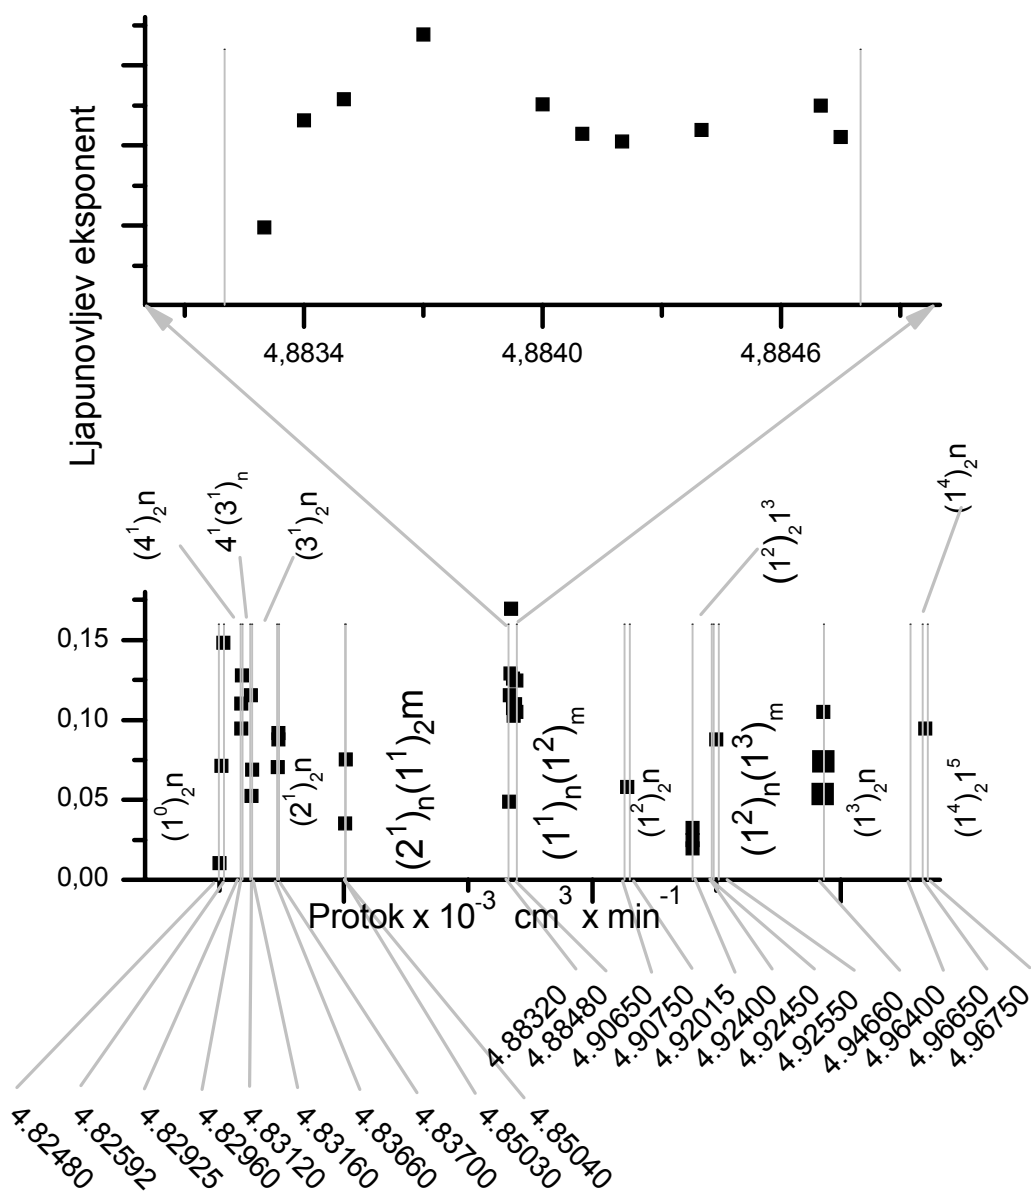 Ljapunovljev eksponent
4,8834 4,8840 4,8846
(4¹)₂n
4¹(3¹)ₙ
(3¹)₂n
(1²)₂1³
(1⁴)₂n
0,15
0,10
0,05
0,00
(1⁰)₂n
(2¹)₂n
(2¹)ₙ(1¹)₂m
(1¹)ₙ(1²)ₘ
(1²)₂n
(1²)ₙ(1³)ₘ
(1³)₂n
(1⁴)₂1⁵
Protok x 10⁻³ cm³ x min⁻¹
4.88320
4.88480
4.90650
4.90750
4.92015
4.92400
4.92450
4.92550
4.94660
4.96400
4.96650
4.96750
4.82480
4.82592
4.82925
4.82960
4.83120
4.83160
4.83660
4.83700
4.85030
4.85040